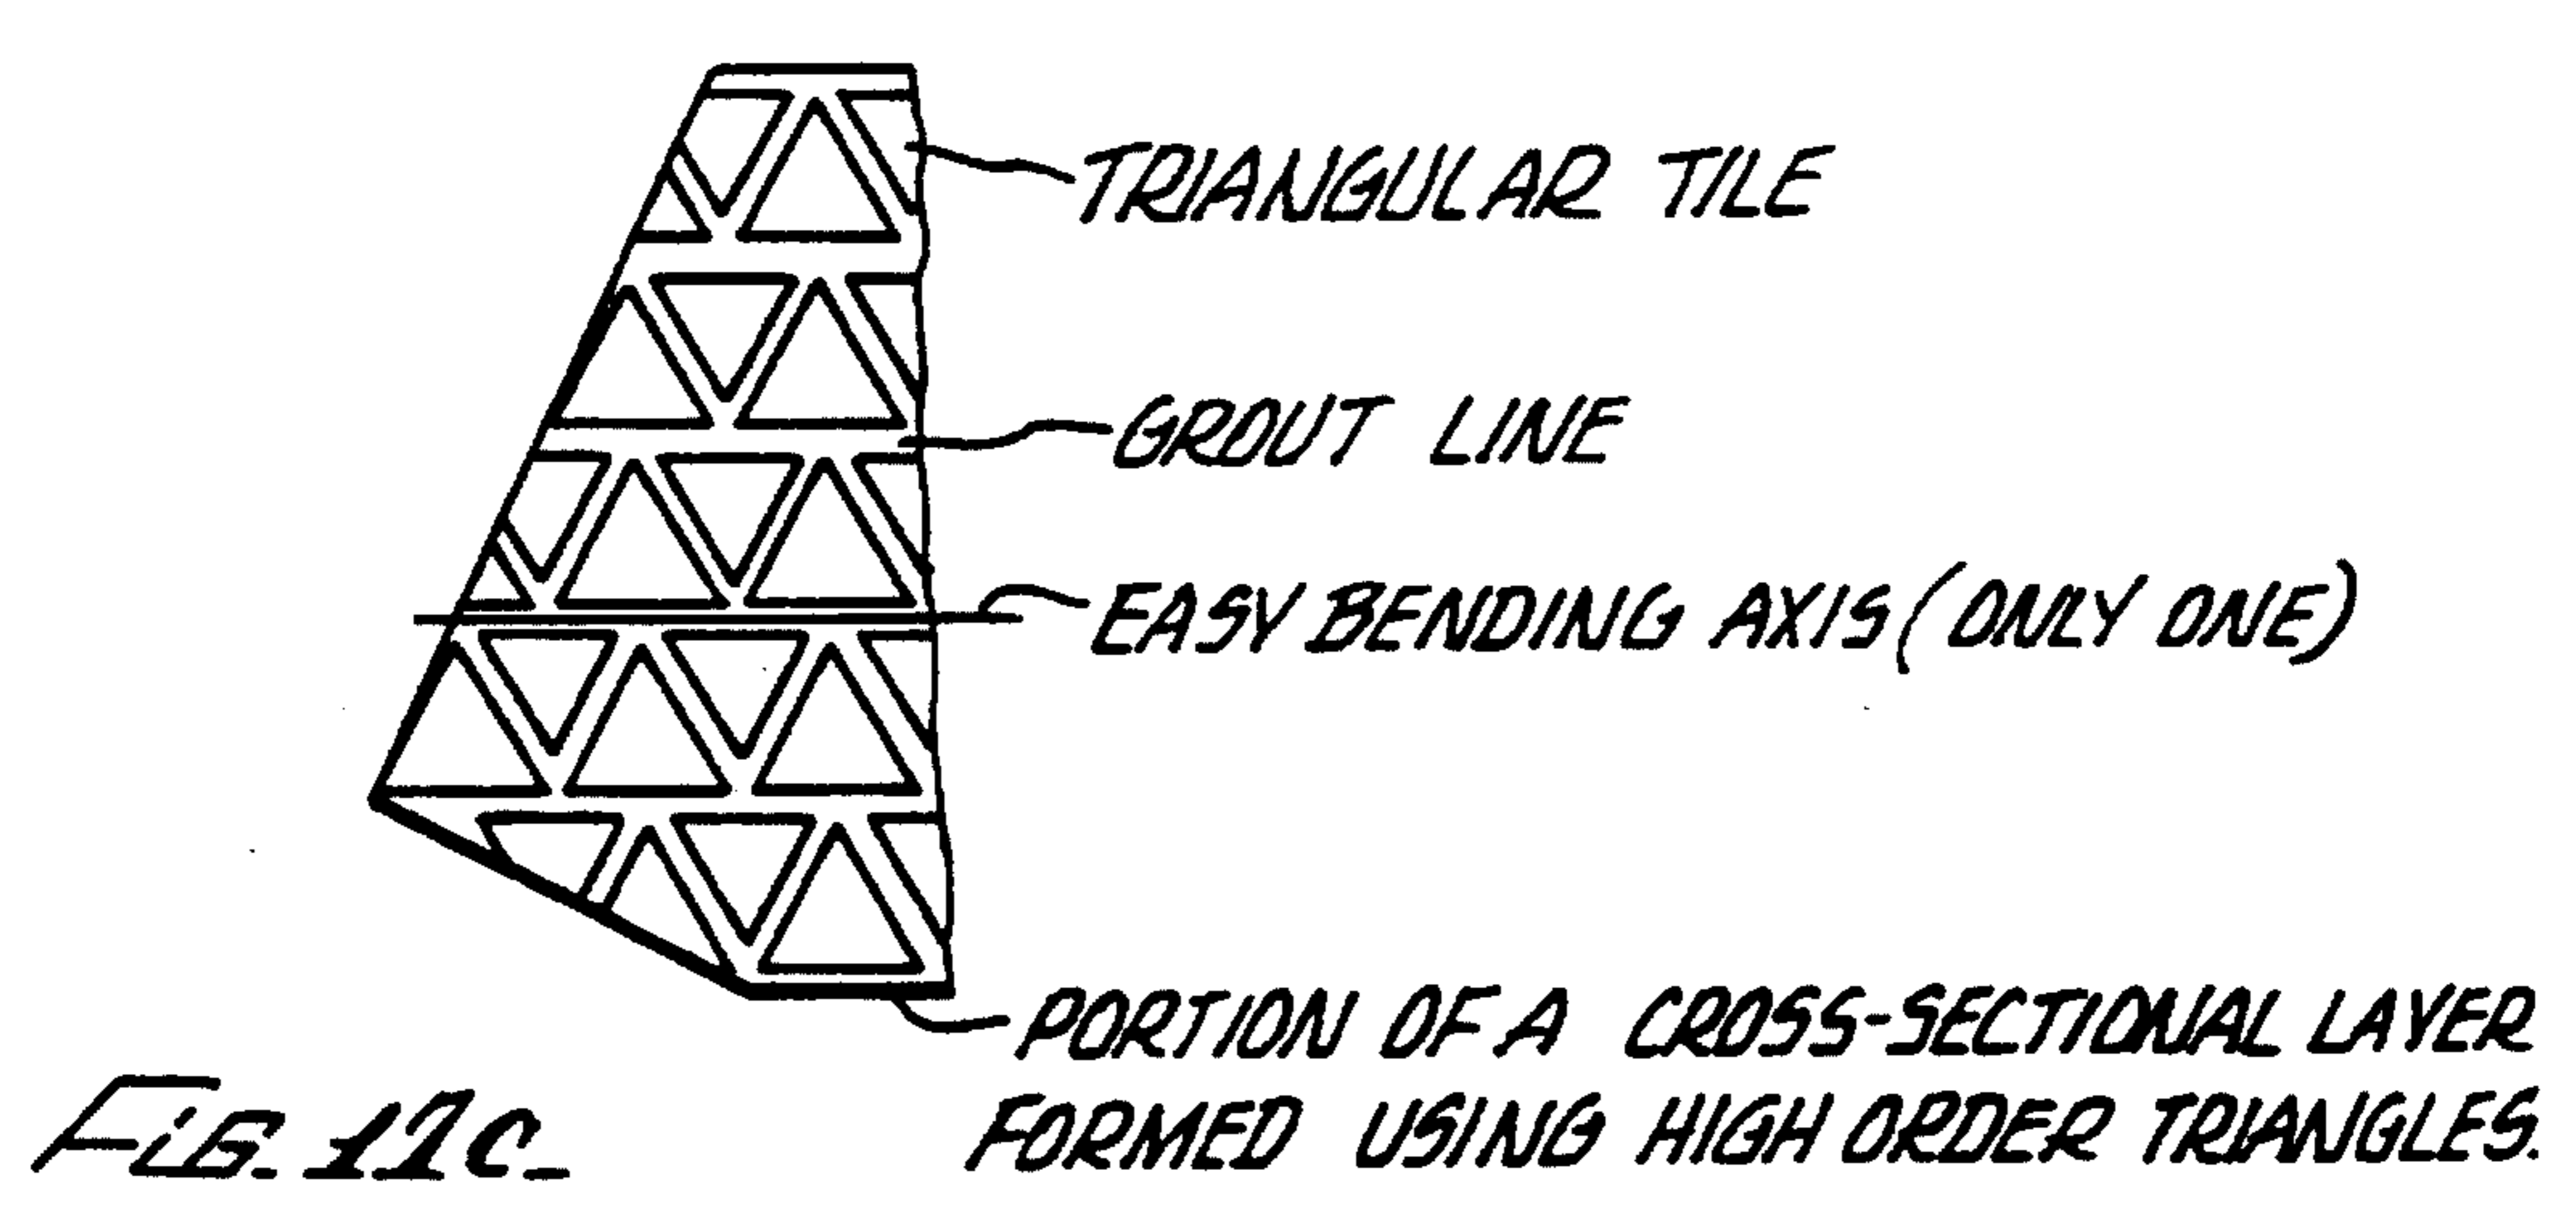 TRIANGULAR TILE
GROUT LINE
EASY BENDING AXIS (ONLY ONE)
PORTION OF A CROSS-SECTIONAL LAYER
FORMED USING HIGH ORDER TRIANGLES.
FIG. 17c.